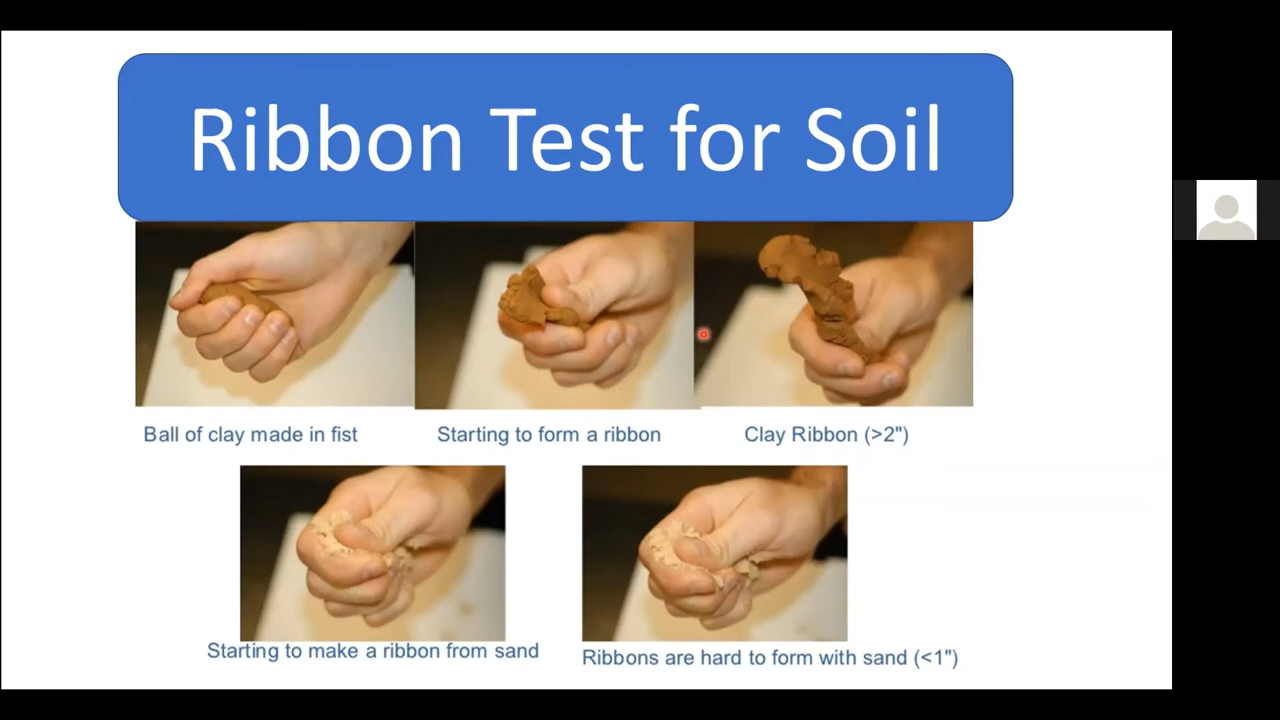 Ribbon Test for Soil
Ball of clay made in fist
Starting to form a ribbon
Clay Ribbon (>2")
Starting to make a ribbon from sand
Ribbons are hard to form with sand (<1")